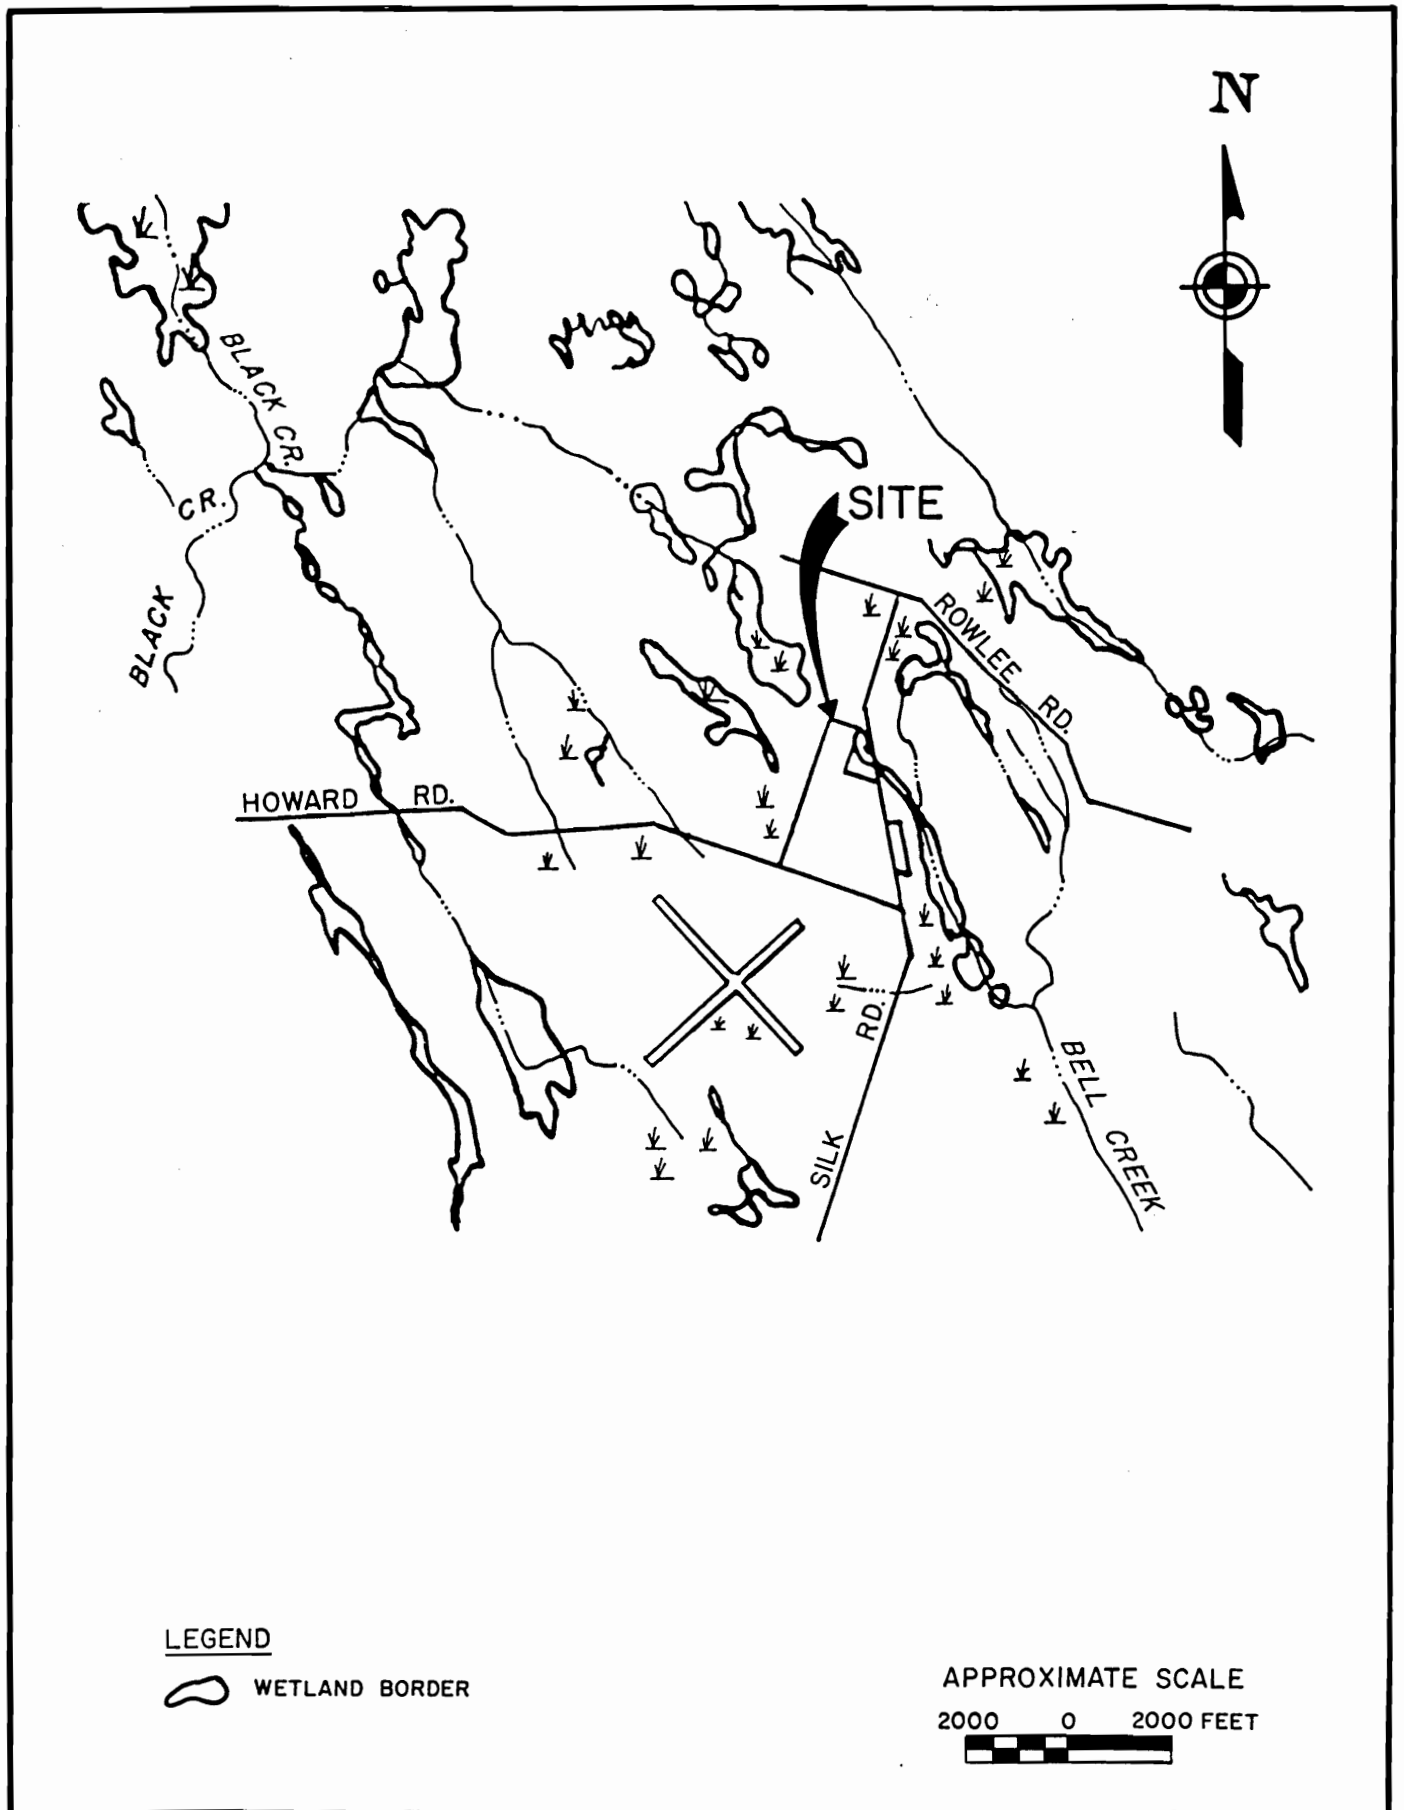 N
BLACK CR.
CR.
BLACK
SITE
ROWLEE RD.
HOWARD RD.
RD.
SILK
BELL CREEK
LEGEND
WETLAND BORDER
APPROXIMATE SCALE
2000 0 2000 FEET